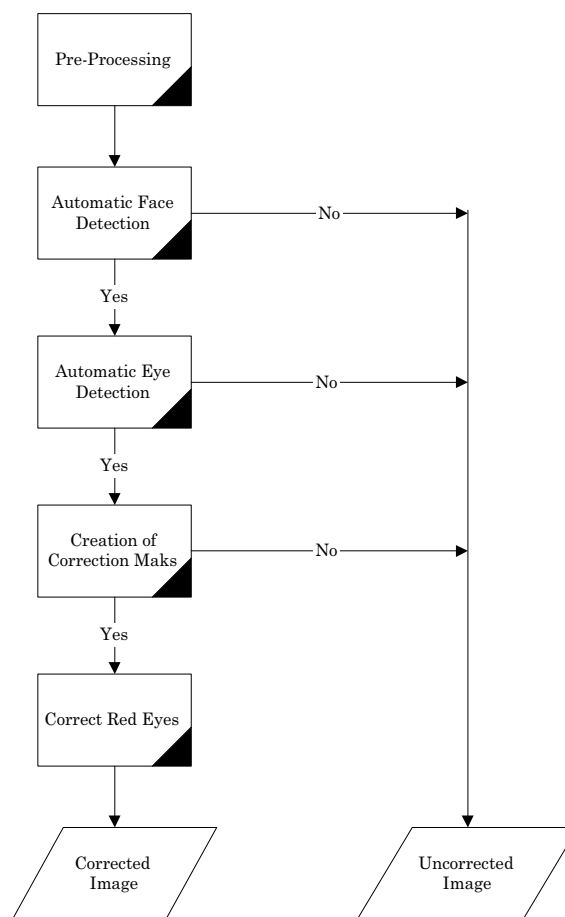 Pre-Processing
Automatic Face
Detection
No
Yes
Automatic Eye
Detection
No
Yes
Creation of
Correction Maks
No
Yes
Correct Red Eyes
Corrected
Image
Uncorrected
Image